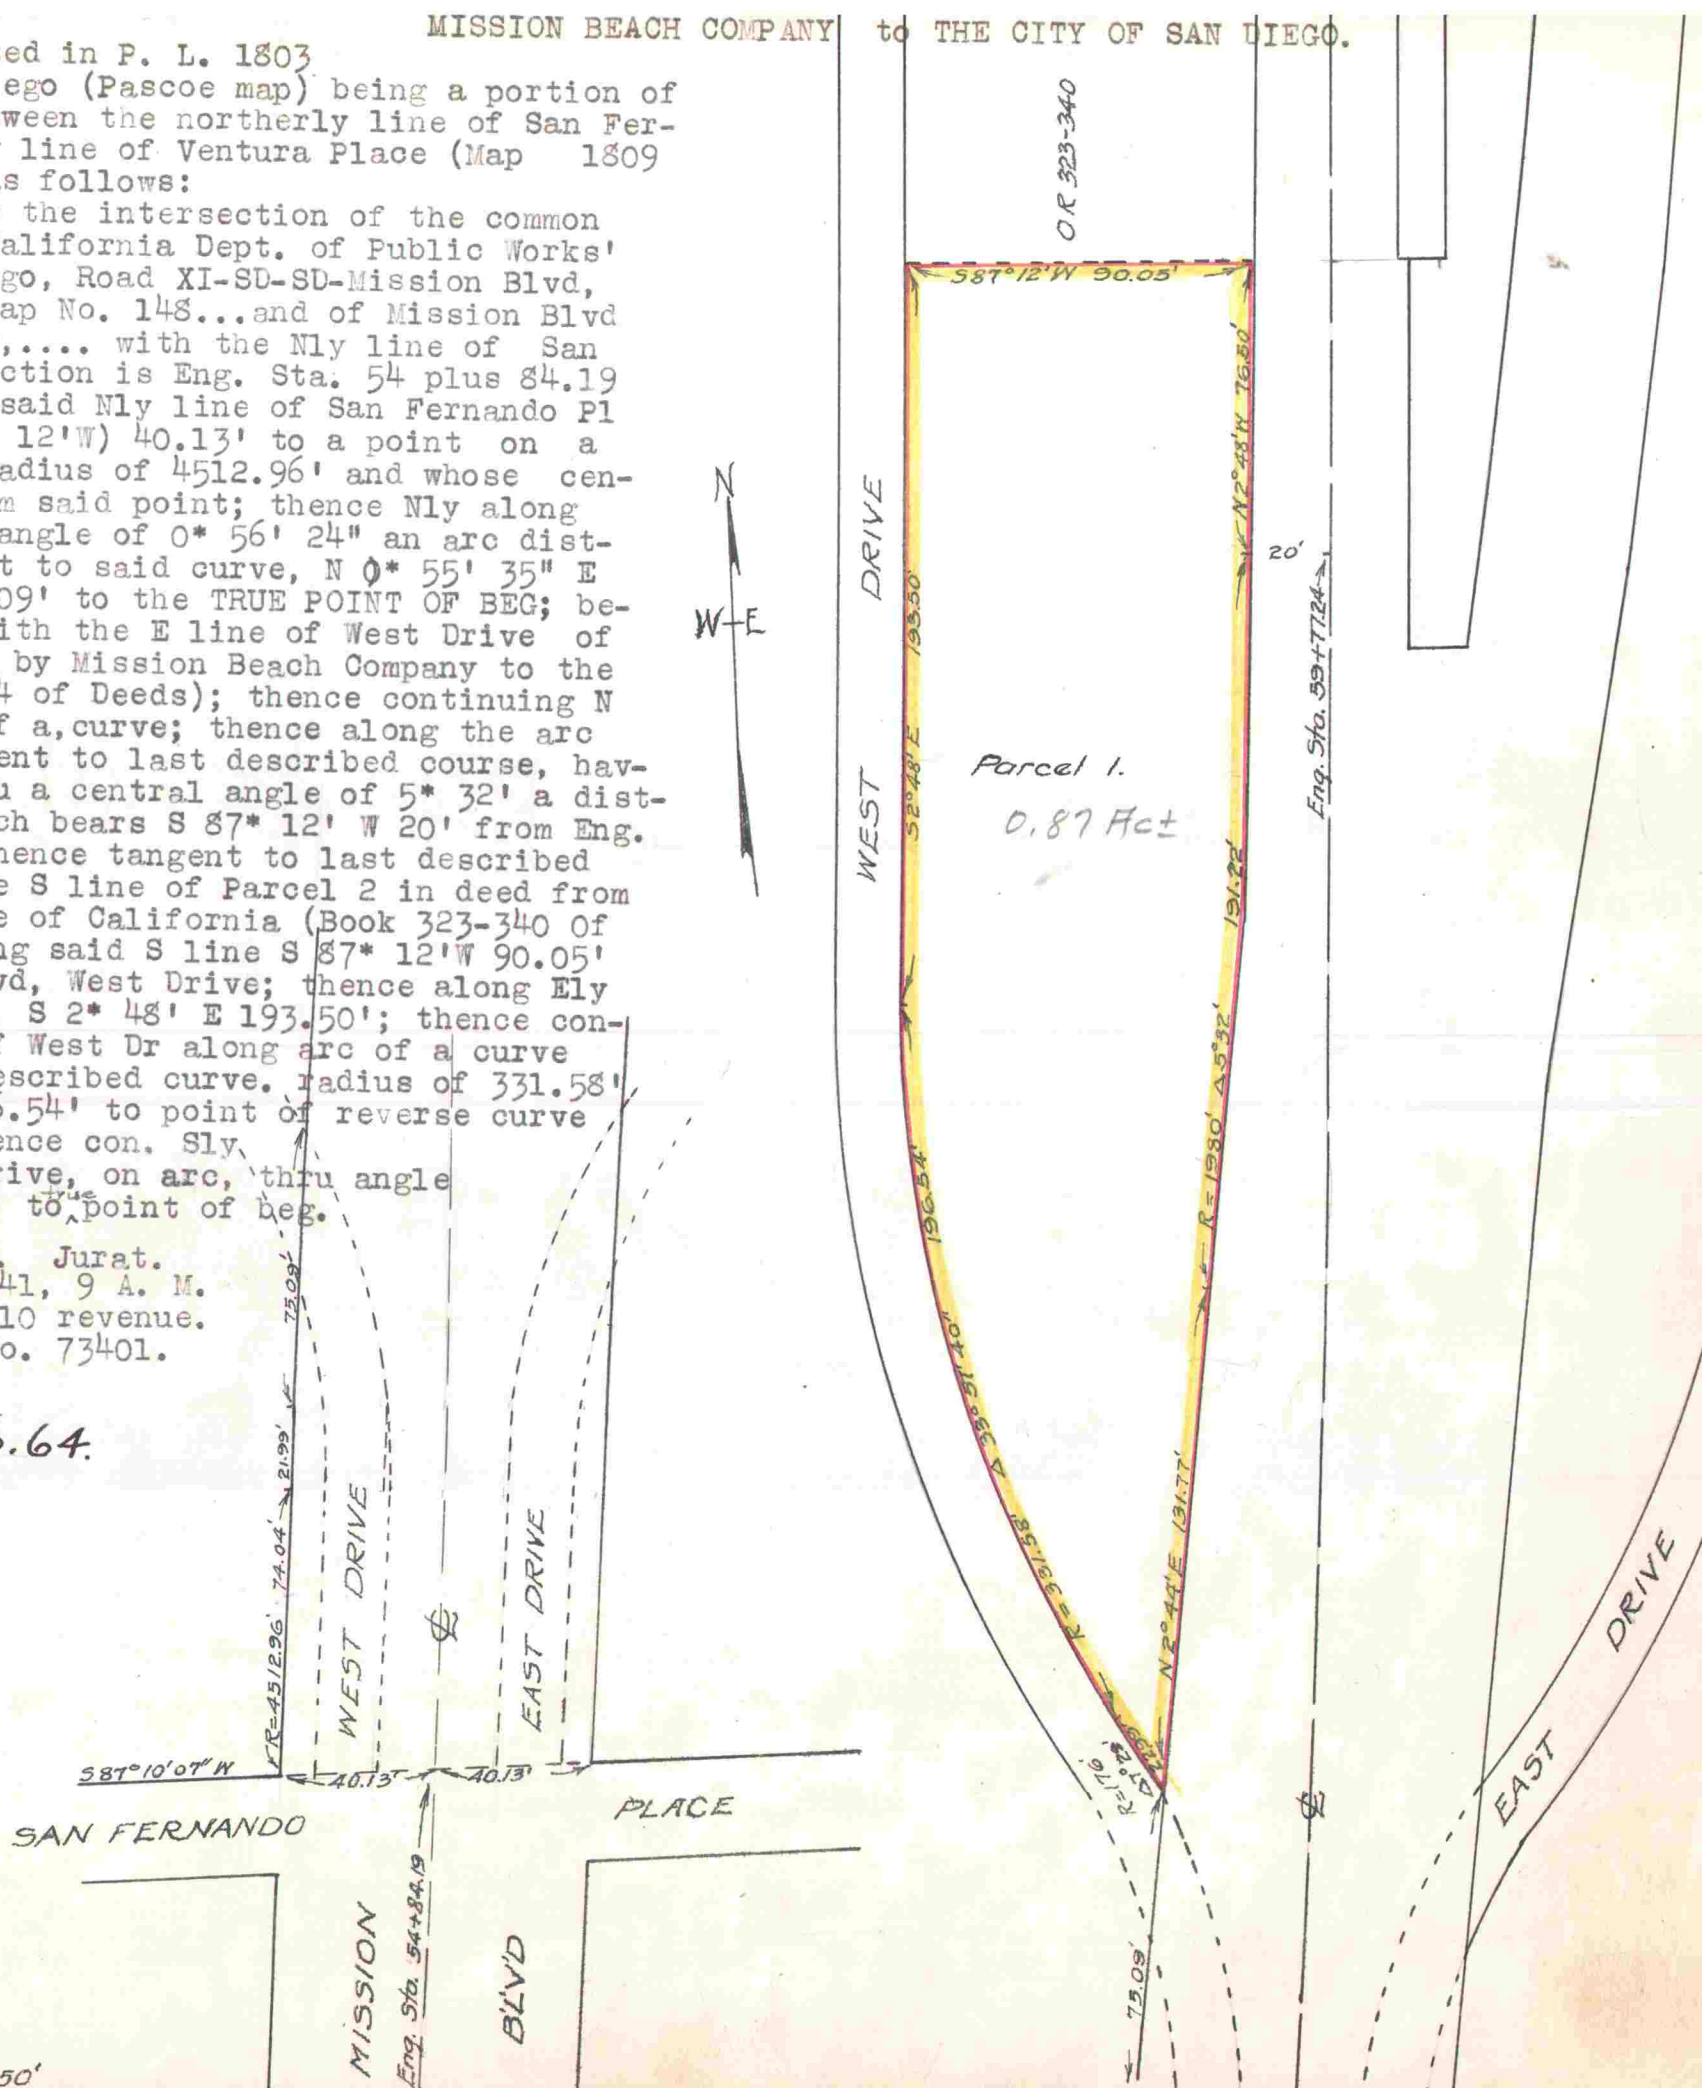 MISSION BEACH COMPANY to THE CITY OF SAN DIEGO.
ed in P. L. 1803
ego (Pascoe map) being a portion of
ween the northerly line of San Fer-
line of Ventura Place (Map 1809
s follows:
the intersection of the common
alifornia Dept. of Public Works'
go, Road XI-SD-SD-Mission Blvd,
ap No. 148...and of Mission Blvd
,.... with the Nly line of San
ction is Eng. Sta. 54 plus 84.19
said Nly line of San Fernando Pl
12'W) 40.13' to a point on a
adius of 4512.96' and whose cen-
m said point; thence Nly along
angle of 0* 56' 24" an arc dist-
t to said curve, N 0* 55' 35" E
09' to the TRUE POINT OF BEG; be-
ith the E line of West Drive of
by Mission Beach Company to the
4 of Deeds); thence continuing N
f a,curve; thence along the arc
ent to last described course, hav-
u a central angle of 5* 32' a dist-
ch bears S 87* 12' W 20' from Eng.
hence tangent to last described
e S line of Parcel 2 in deed from
e of California (Book 323-340 Of
ng said S line S 87* 12'W 90.05'
vd, West Drive; thence along Ely
S 2* 48' E 193.50'; thence con-
f West Dr along arc of a curve
escribed curve. radius of 331.58'
6.54' to point of reverse curve
ence con. Sly
rive, on arc, thru angle
to true point of beg.
. Jurat.
41, 9 A. M.
10 revenue.
o. 73401.
.64.
OR 323-340
S87°12'W 90.05'
N2°48'W 76.50'
20'
Eng. Sta. 59+77.24
N
W E
WEST DRIVE
S2°48'E 193.50'
Parcel 1.
0.87 Ac±
191.22'
R=1980' Δ5°32'
196.54'
Δ 33°57'40"
R=331.58'
N2°44'E 131.77'
22.99'
Δ7°29'
R=176'
75.09'
℄
EAST DRIVE
75.09'
21.99'
74.04'
R=4512.96'
WEST DRIVE
℄
EAST DRIVE
S87°10'07"W
40.13'
40.13'
SAN FERNANDO PLACE
MISSION BLV'D
Eng. Sta. 54+84.19
50'